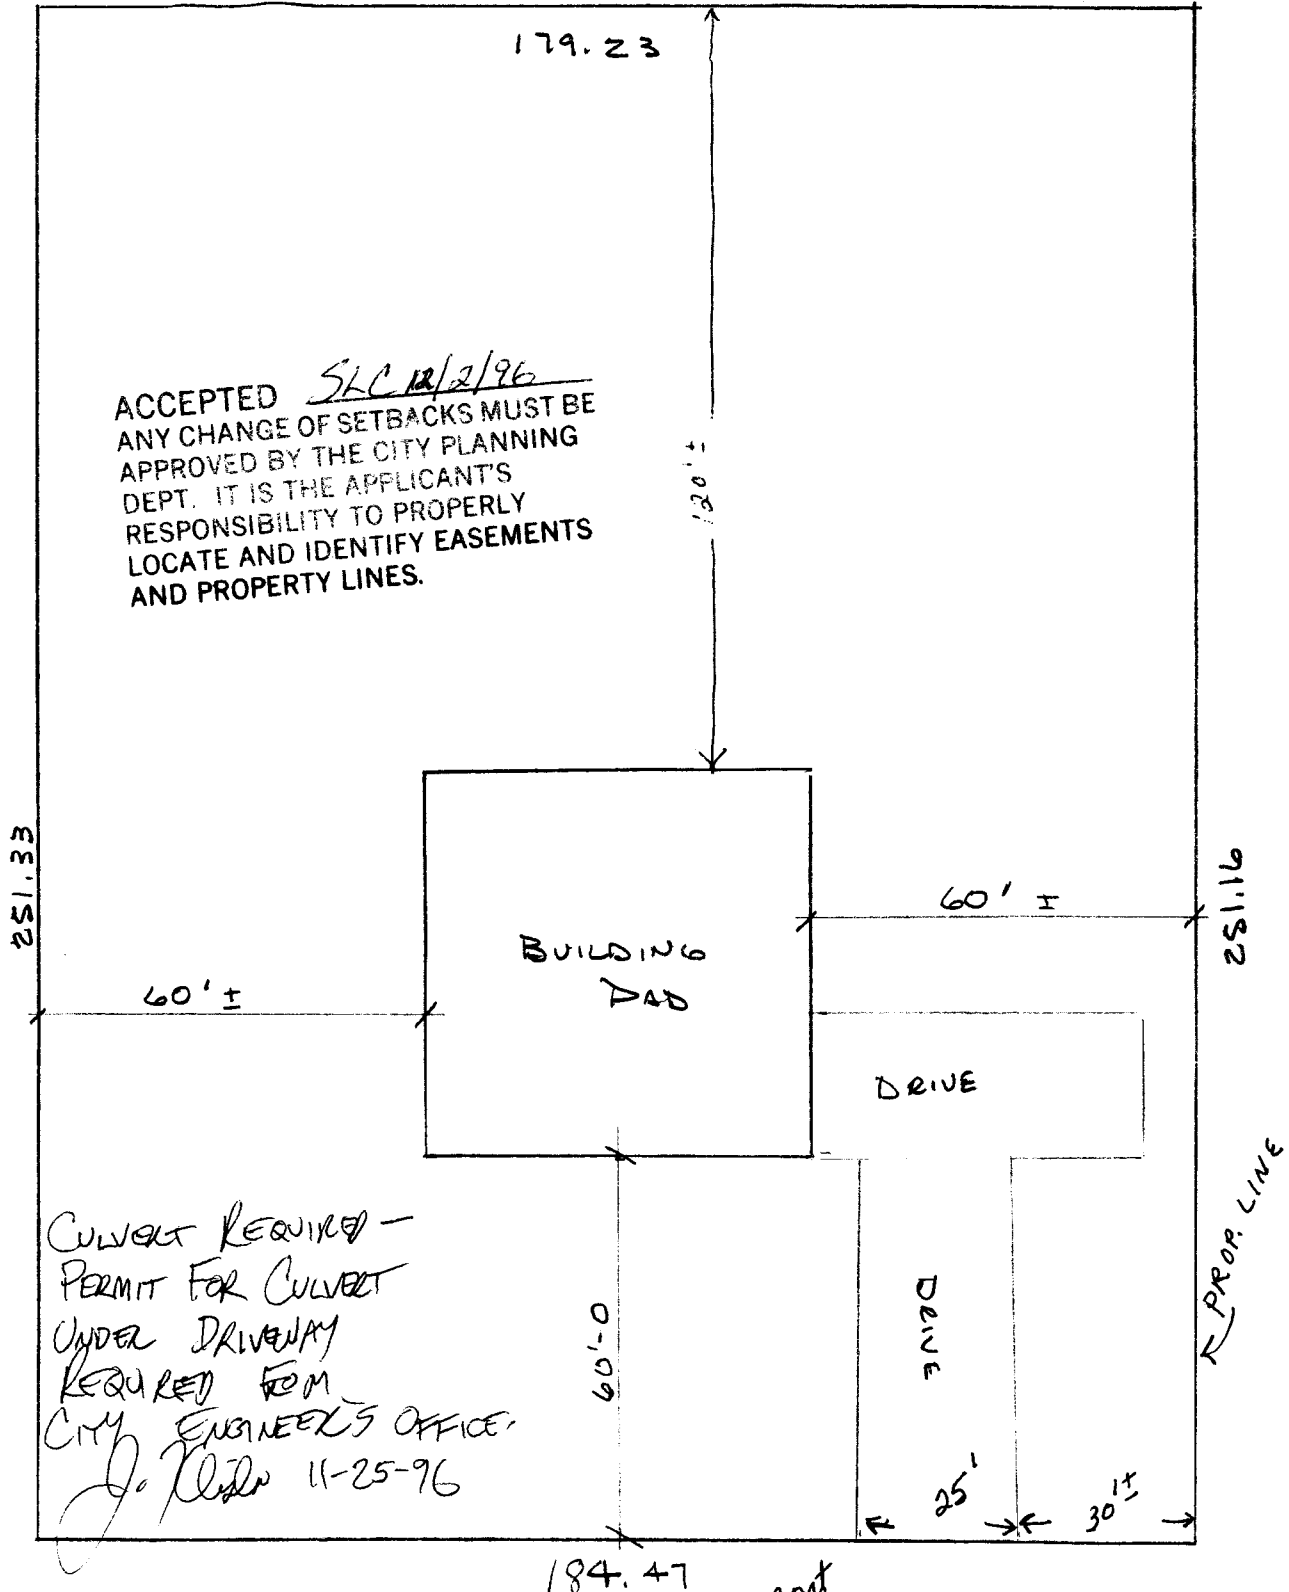 179.23
ACCEPTED SLC 12/2/96
ANY CHANGE OF SETBACKS MUST BE
APPROVED BY THE CITY PLANNING
DEPT. IT IS THE APPLICANT'S
RESPONSIBILITY TO PROPERLY
LOCATE AND IDENTIFY EASEMENTS
AND PROPERTY LINES.
120'±
251.33
251.16
60' ±
60' ±
BUILDING
PAD
DRIVE
DRIVE
PROP. LINE
CULVERT REQUIRED –
PERMIT FOR CULVERT
UNDER DRIVEWAY
REQUIRED FROM
CITY ENGINEER'S OFFICE.
J. 11-25-96
60'-0
25'
30'±
184.47